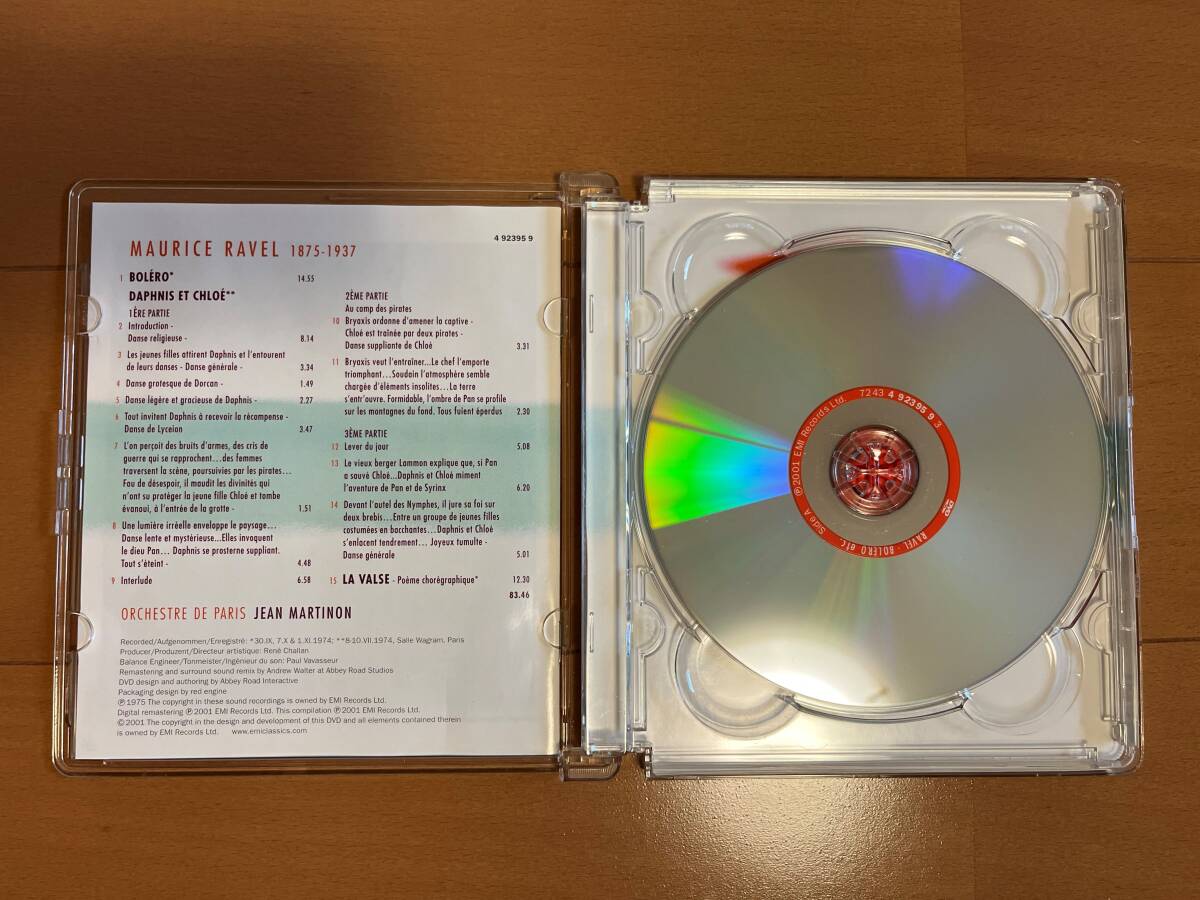 4 92395 9
MAURICE RAVEL 1875-1937
1 BOLÉRO* 14.55
DAPHNIS ET CHLOÉ**
1ÈRE PARTIE
2 Introduction -
Danse religieuse - 8.14
3 Les jeunes filles attirent Daphnis et l'entourent
de leurs danses - Danse générale - 3.34
4 Danse grotesque de Dorcan - 1.49
5 Danse légère et gracieuse de Daphnis - 2.27
6 Tout invitent Daphnis à recevoir la récompense -
Danse de Lyceion 3.47
7 L'on perçoit des bruits d'armes, des cris de
guerre qui se rapprochent...des femmes
traversent la scène, poursuivies par les pirates...
Fou de désespoir, il maudit les divinités qui
n'ont su protéger la jeune fille Chloé et tombe
évanoui, à l'entrée de la grotte - 1.51
8 Une lumière irréelle enveloppe le paysage...
Danse lente et mystérieuse...Elles invoquent
le dieu Pan... Daphnis se prosterne suppliant.
Tout s'éteint - 4.48
9 Interlude 6.58
2ÈME PARTIE
Au camp des pirates
10 Bryaxis ordonne d'amener la captive -
Chloé est traînée par deux pirates -
Danse suppliante de Chloé 3.31
11 Bryaxis veut l'entraîner...Le chef l'emporte
triomphant...Soudain l'atmosphère semble
chargée d'éléments insolites...La terre
s'entr'ouvre. Formidable, l'ombre de Pan se profile
sur les montagnes du fond. Tous fuient éperdus 2.30
3ÈME PARTIE
12 Lever du jour 5.08
13 Le vieux berger Lammon explique que, si Pan
a sauvé Chloé...Daphnis et Chloé miment
l'aventure de Pan et de Syrinx 6.20
14 Devant l'autel des Nymphes, il jure sa foi sur
deux brebis...Entre un groupe de jeunes filles
costumées en bacchantes...Daphnis et Chloé
s'enlacent tendrement... Joyeux tumulte -
Danse générale 5.01
15 LA VALSE - Poème chorégraphique* 12.30
83.46
ORCHESTRE DE PARIS JEAN MARTINON
Recorded/Aufgenommen/Enregistré: *30.IX, 7.X & 1.XI.1974; **8-10.VII.1974, Salle Wagram, Paris
Producer/Produzent/Directeur artistique: René Challan
Balance Engineer/Tonmeister/Ingénieur du son: Paul Vavasseur
Remastering and surround sound remix by Andrew Walter at Abbey Road Studios
DVD design and authoring by Abbey Road Interactive
Packaging design by red engine
℗ 1975 The copyright in these sound recordings is owned by EMI Records Ltd.
Digital remastering ℗ 2001 EMI Records Ltd. This compilation ℗ 2001 EMI Records Ltd.
© 2001 The copyright in the design and development of this DVD and all elements contained therein
is owned by EMI Records Ltd. www.emiclassics.com
℗2001 EMI Records Ltd. 7243 4 92395 9 3
Side A RAVEL · BOLERO etc. DVD